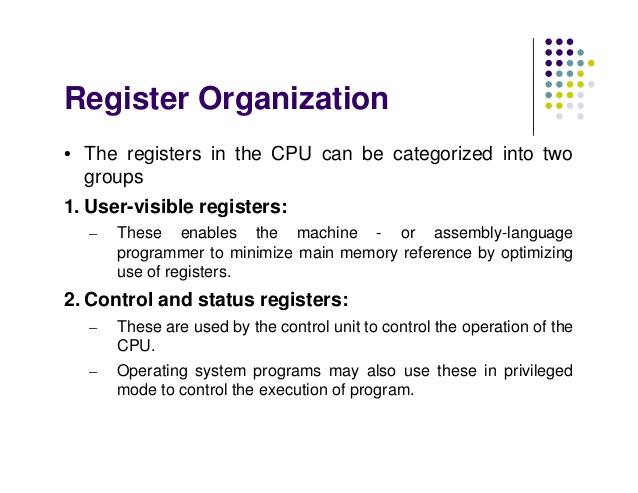 Register Organization
• The registers in the CPU can be categorized into two
groups
1. User-visible registers:
– These enables the machine - or assembly-language
programmer to minimize main memory reference by optimizing
use of registers.
2. Control and status registers:
– These are used by the control unit to control the operation of the
CPU.
– Operating system programs may also use these in privileged
mode to control the execution of program.